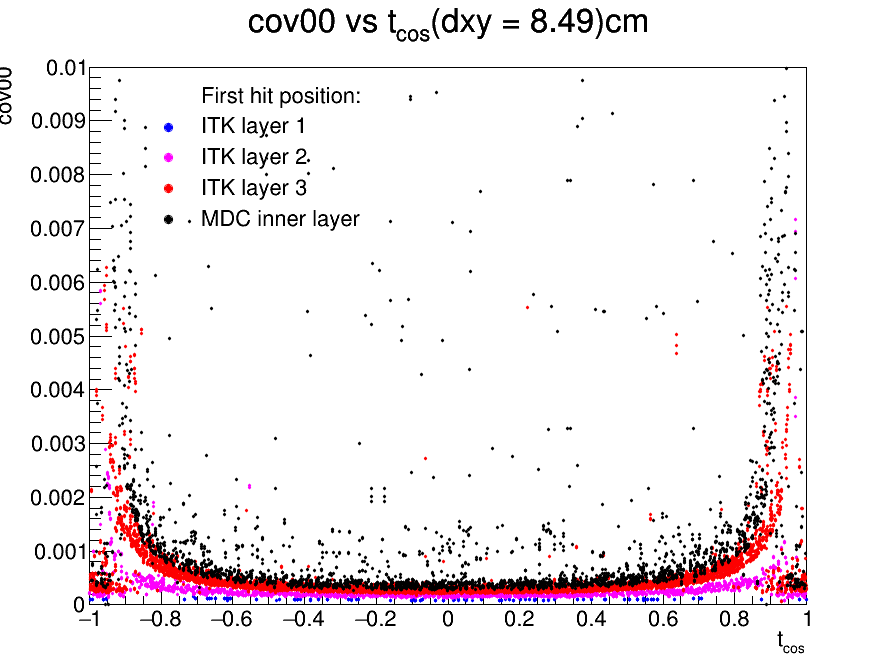 cov00 vs t_cos(dxy = 8.49)cm
cov00
0.01
0.009
0.008
0.007
0.006
0.005
0.004
0.003
0.002
0.001
0
First hit position:
ITK layer 1
ITK layer 2
ITK layer 3
MDC inner layer
−1 −0.8 −0.6 −0.4 −0.2 0 0.2 0.4 0.6 0.8 1
t_cos